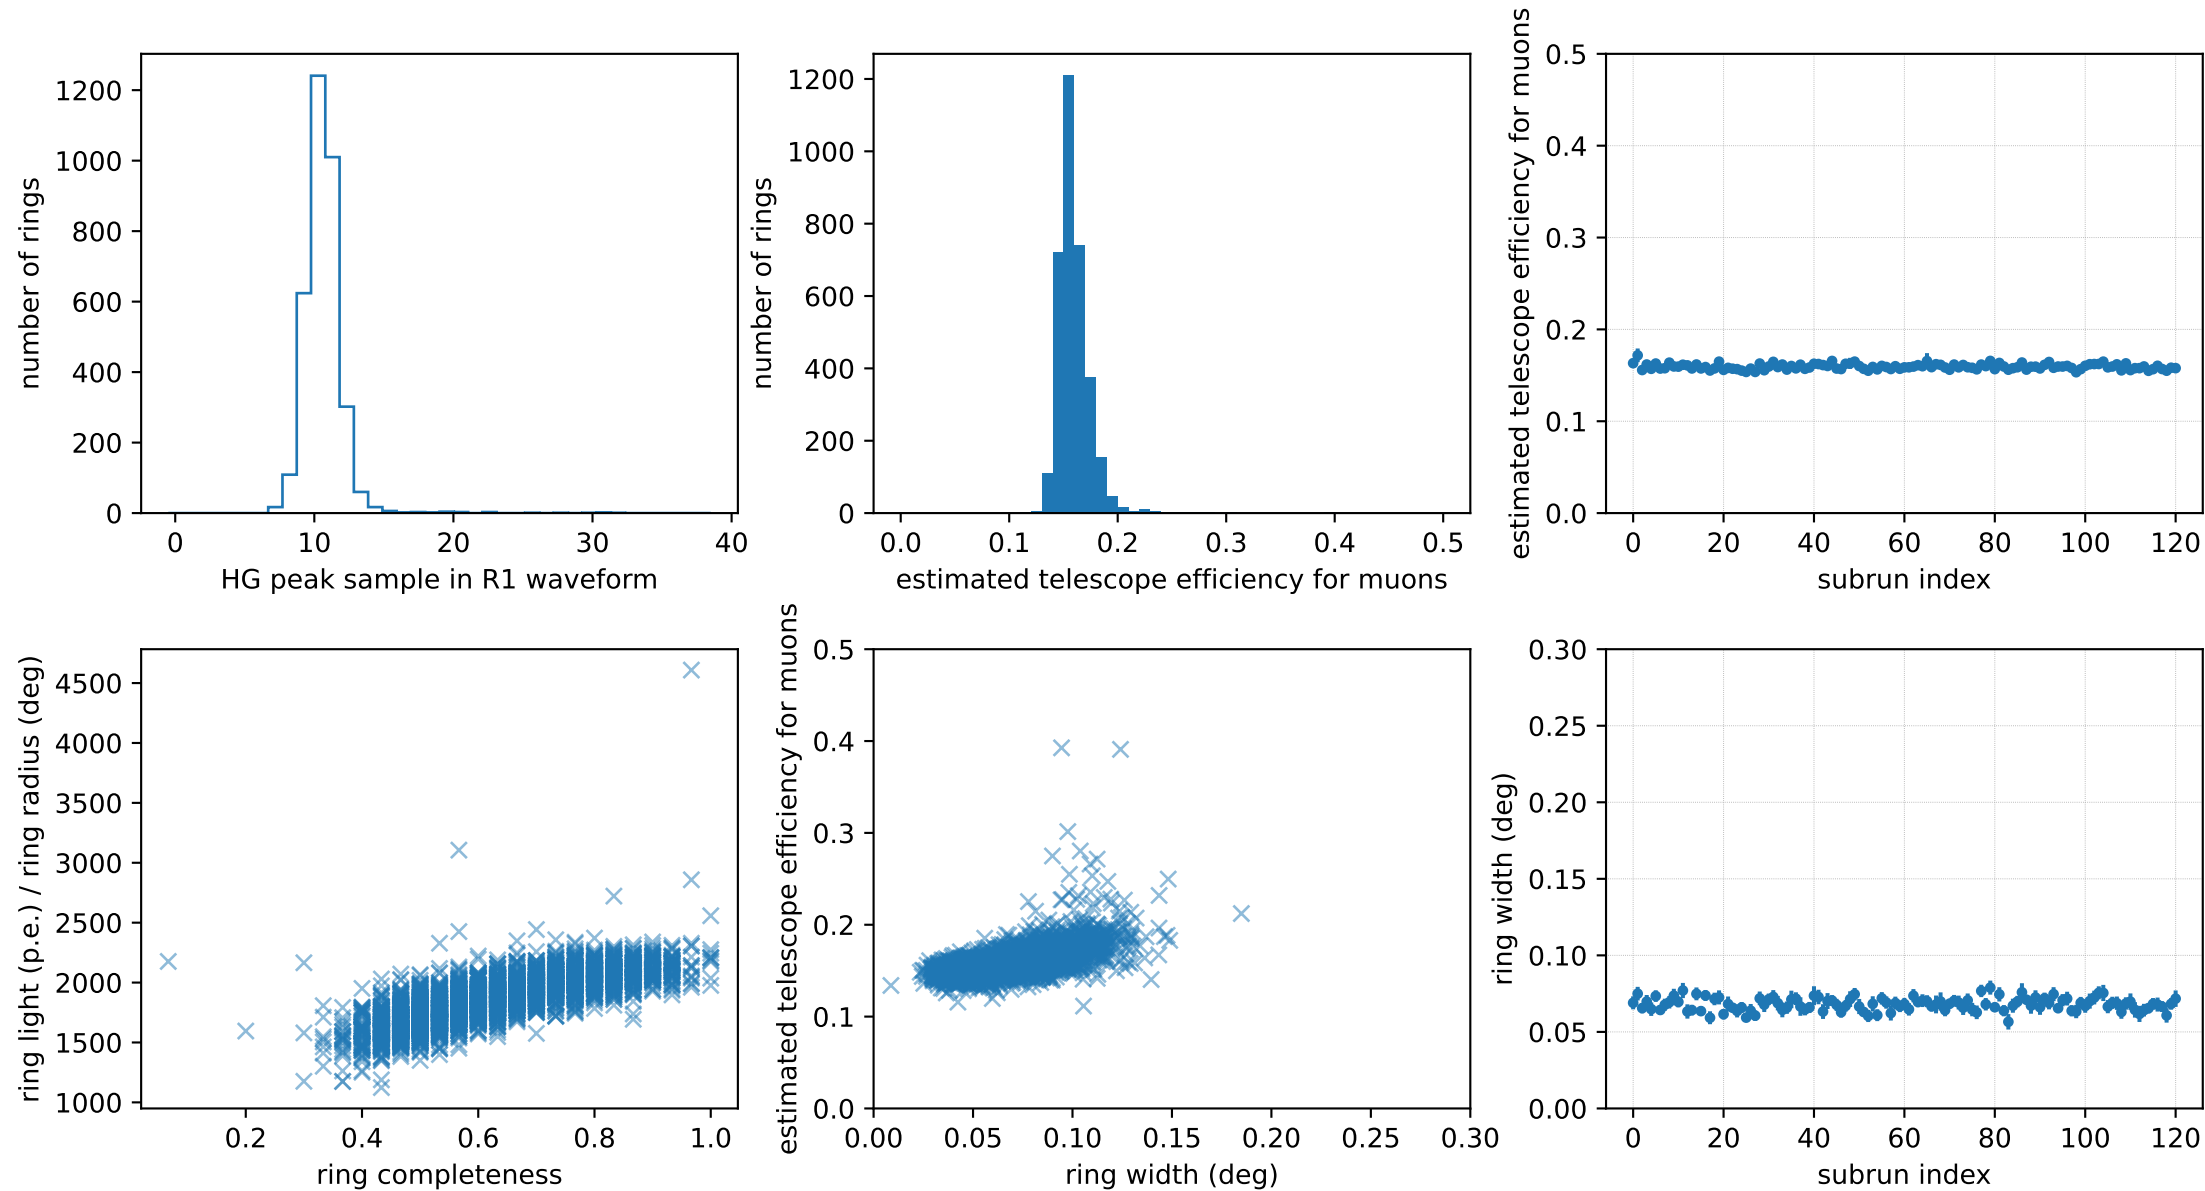 number of rings
1200
1000
800
600
400
200
0
0 10 20 30 40
HG peak sample in R1 waveform
number of rings
1200
1000
800
600
400
200
0
0.0 0.1 0.2 0.3 0.4 0.5
estimated telescope efficiency for muons
estimated telescope efficiency for muons
0.5
0.4
0.3
0.2
0.1
0.0
0 20 40 60 80 100 120
subrun index
ring light (p.e.) / ring radius (deg)
4500
4000
3500
3000
2500
2000
1500
1000
0.2 0.4 0.6 0.8 1.0
ring completeness
estimated telescope efficiency for muons
0.5
0.4
0.3
0.2
0.1
0.0
0.00 0.05 0.10 0.15 0.20 0.25 0.30
ring width (deg)
ring width (deg)
0.30
0.25
0.20
0.15
0.10
0.05
0.00
0 20 40 60 80 100 120
subrun index